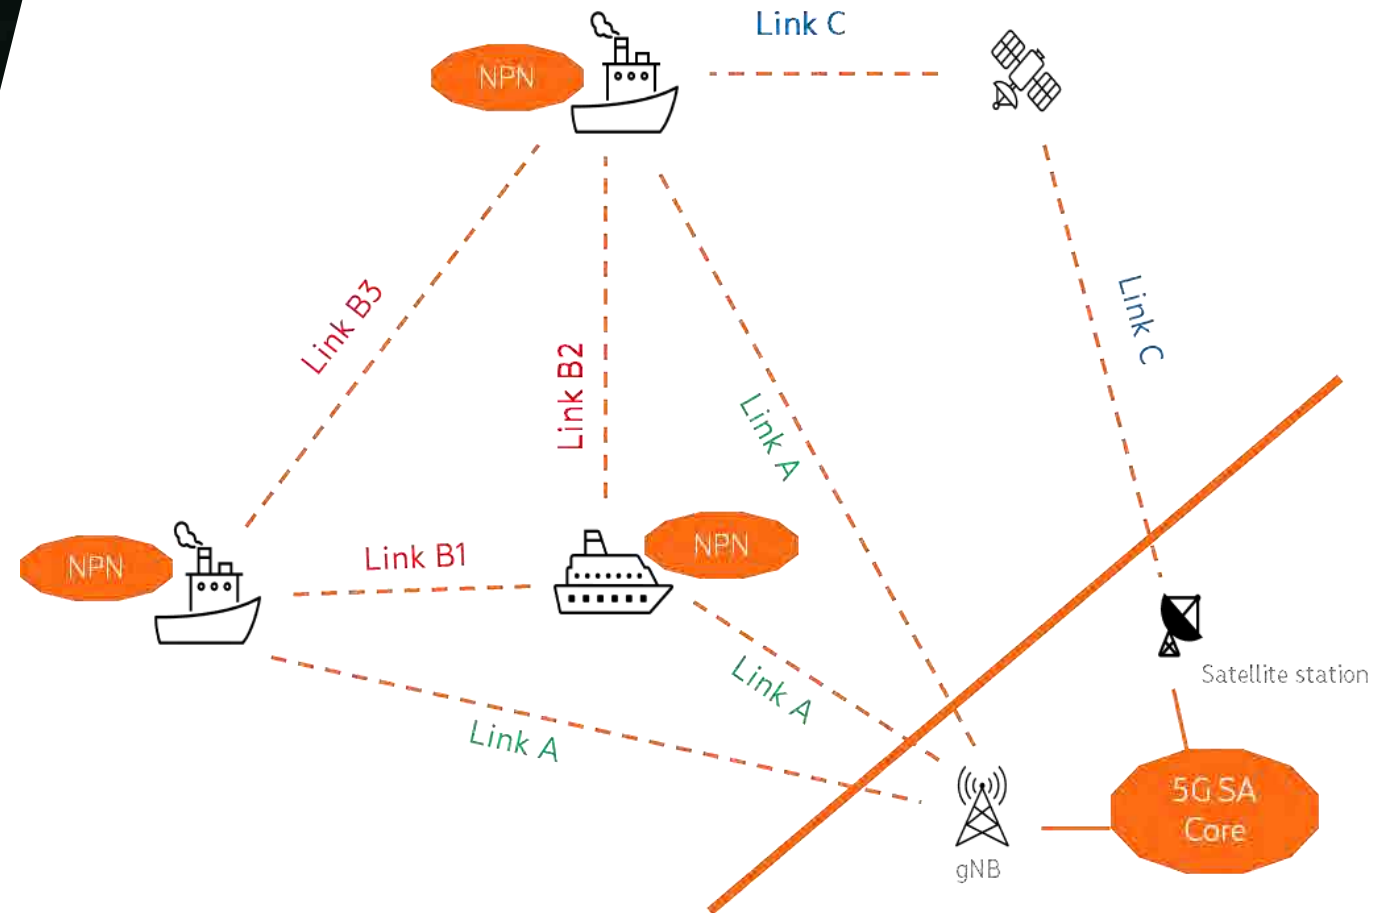 Link C
NPN
Link C
Link B3
Link B2
Link A
NPN
Link B1
NPN
Link A
Link A
Satellite station
5G SA
Core
gNB